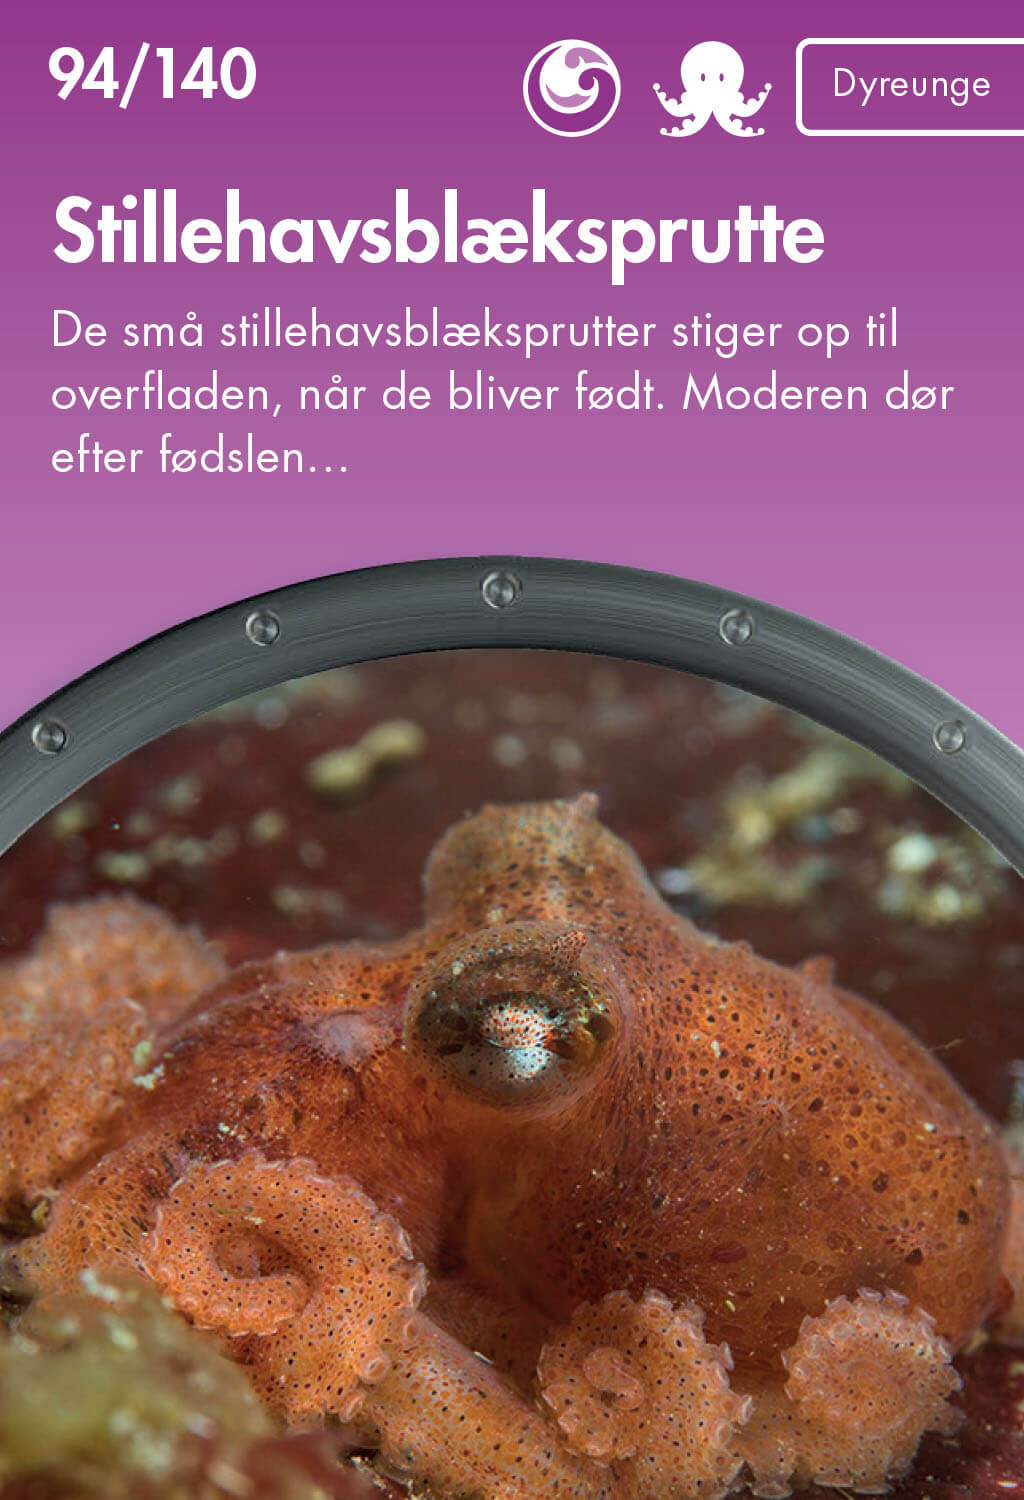 94/140
Dyreunge
Stillehavsblæksprutte
De små stillehavsblæksprutter stiger op til
overfladen, når de bliver født. Moderen dør
efter fødslen...